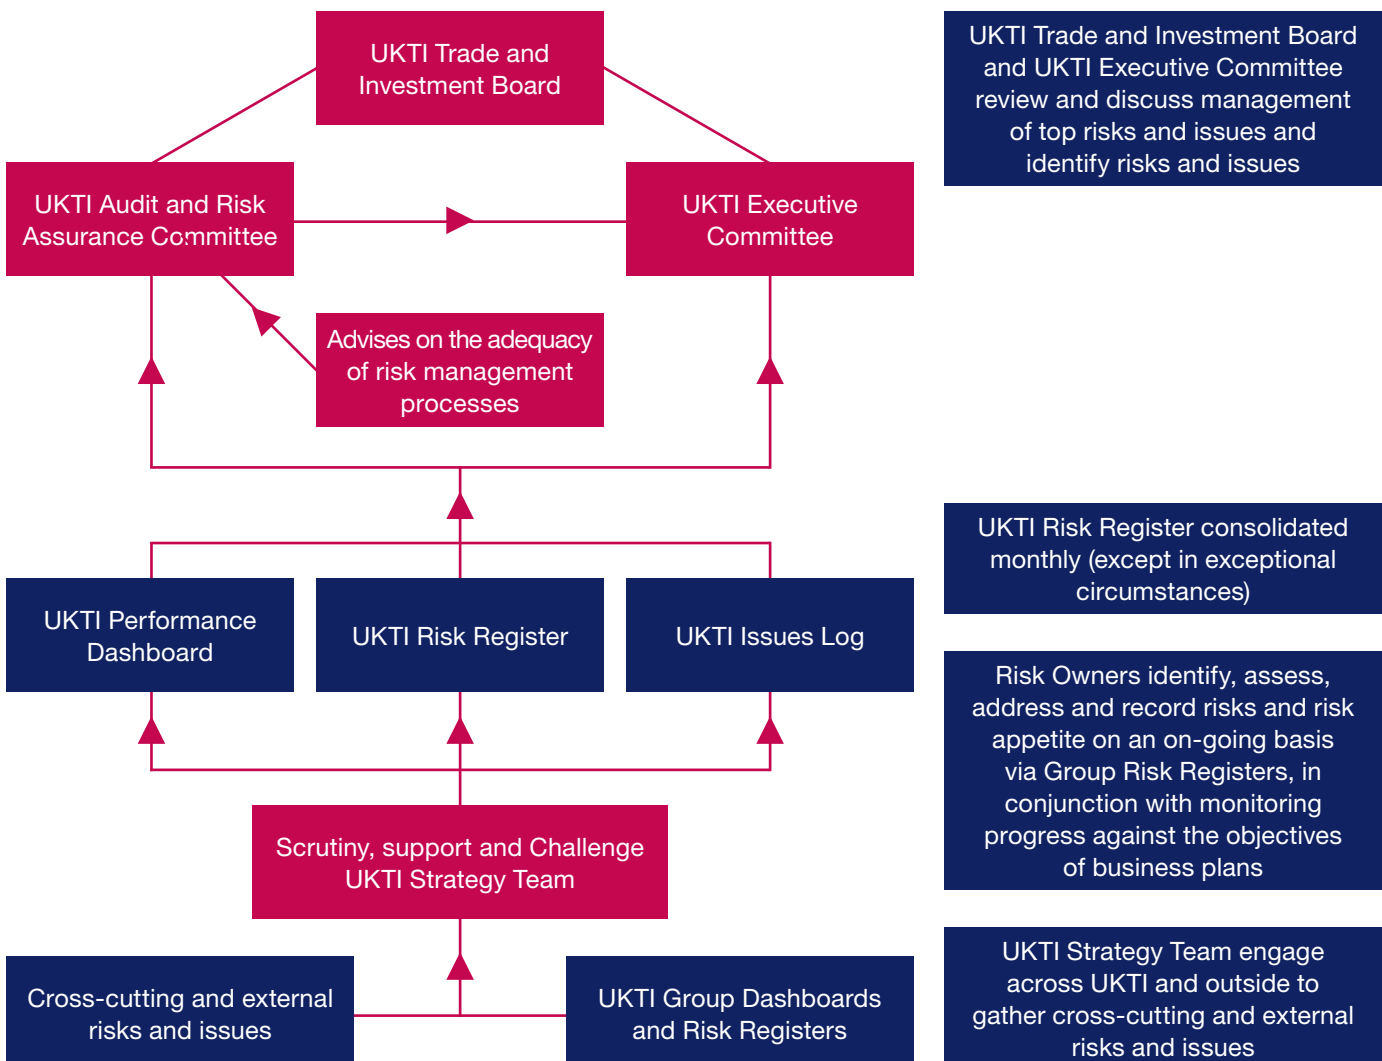 UKTI Trade and
Investment Board
UKTI Trade and Investment Board
and UKTI Executive Committee
review and discuss management
of top risks and issues and
identify risks and issues
UKTI Audit and Risk
Assurance Committee
UKTI Executive
Committee
Advises on the adequacy
of risk management
processes
UKTI Risk Register consolidated
monthly (except in exceptional
circumstances)
UKTI Performance
Dashboard
UKTI Risk Register
UKTI Issues Log
Risk Owners identify, assess,
address and record risks and risk
appetite on an on-going basis
via Group Risk Registers, in
conjunction with monitoring
progress against the objectives
of business plans
Scrutiny, support and Challenge
UKTI Strategy Team
Cross-cutting and external
risks and issues
UKTI Group Dashboards
and Risk Registers
UKTI Strategy Team engage
across UKTI and outside to
gather cross-cutting and external
risks and issues